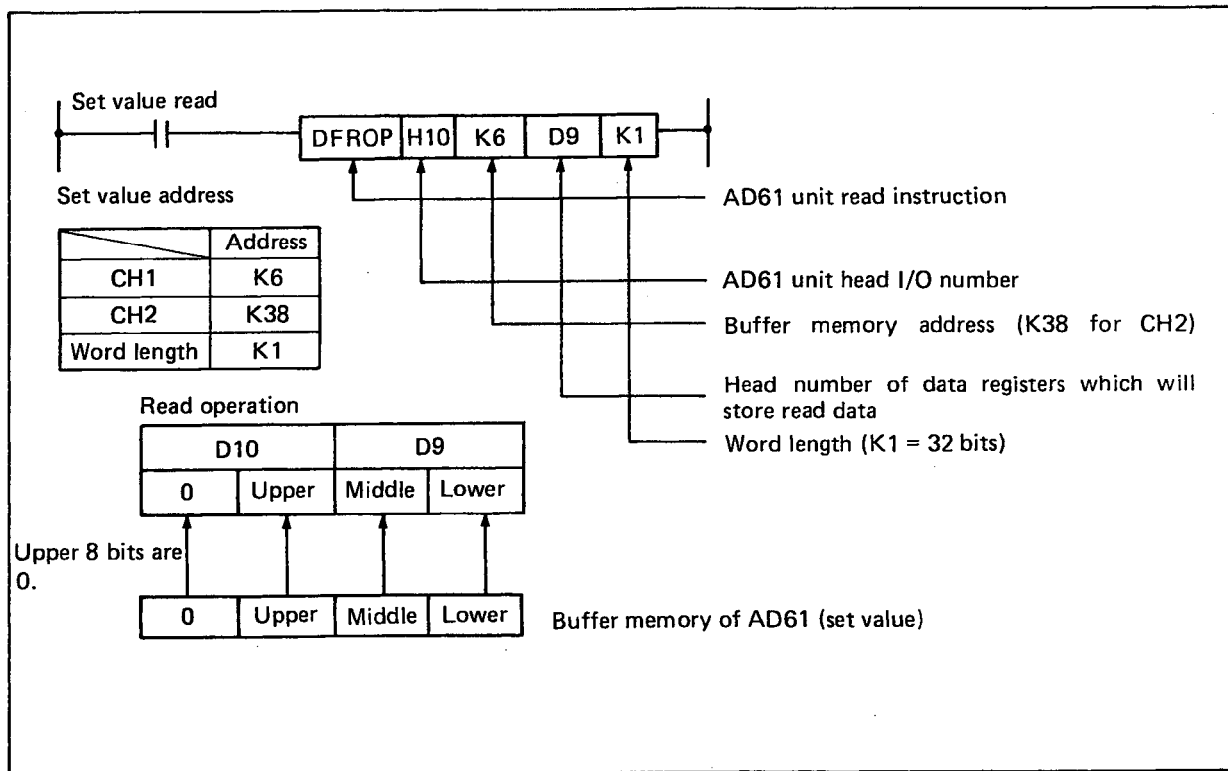 Set value read
DFROP H10 K6 D9 K1
Set value address
AD61 unit read instruction
Address
CH1 K6
CH2 K38
Word length K1
AD61 unit head I/O number
Buffer memory address (K38 for CH2)
Head number of data registers which will
store read data
Word length (K1 = 32 bits)
Read operation
D10 D9
0 Upper Middle Lower
Upper 8 bits are
0.
0 Upper Middle Lower
Buffer memory of AD61 (set value)